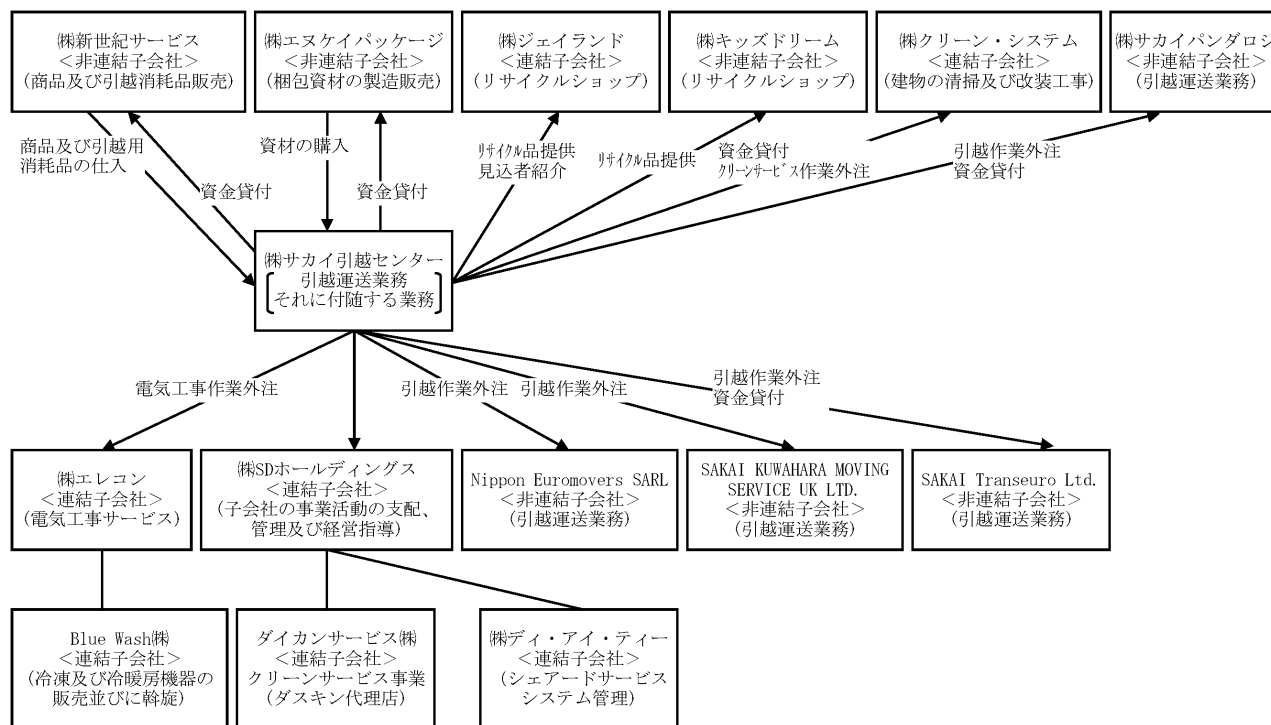 ㈱新世紀サービス
＜非連結子会社＞
(商品及び引越消耗品販売)
㈱エヌケイパッケージ
＜非連結子会社＞
(梱包資材の製造販売)
㈱ジェイランド
＜連結子会社＞
(リサイクルショップ)
㈱キッズドリーム
＜非連結子会社＞
(リサイクルショップ)
㈱クリーン・システム
＜連結子会社＞
(建物の清掃及び改装工事)
㈱サカイパンダロジ
＜非連結子会社＞
(引越運送業務)
商品及び引越用
消耗品の仕入
資金貸付
資材の購入
資金貸付
ﾘｻｲｸﾙ品提供
見込者紹介
ﾘｻｲｸﾙ品提供
資金貸付
ｸﾘｰﾝｻｰﾋﾞｽ作業外注
引越作業外注
資金貸付
㈱サカイ引越センター
引越運送業務
それに付随する業務
電気工事作業外注
引越作業外注
引越作業外注
引越作業外注
資金貸付
㈱エレコン
＜連結子会社＞
(電気工事サービス)
㈱SDホールディングス
＜連結子会社＞
(子会社の事業活動の支配、
管理及び経営指導)
Nippon Euromovers SARL
＜非連結子会社＞
(引越運送業務)
SAKAI KUWAHARA MOVING
SERVICE UK LTD.
＜非連結子会社＞
(引越運送業務)
SAKAI Transeuro Ltd.
＜非連結子会社＞
(引越運送業務)
Blue Wash㈱
＜連結子会社＞
(冷凍及び冷暖房機器の
販売並びに斡旋)
ダイカンサービス㈱
＜連結子会社＞
クリーンサービス事業
(ダスキン代理店)
㈱ディ・アイ・ティー
＜連結子会社＞
(シェアードサービス
システム管理)